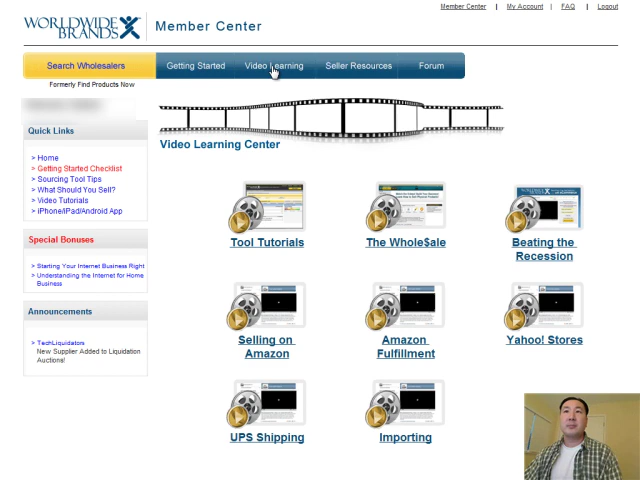 Member Center | My Account | FAQ | Logout
WORLDWIDE BRANDS Member Center
Search Wholesalers Getting Started Video Learning Seller Resources Forum
Formerly Find Products Now
Quick Links
> Home
> Getting Started Checklist
> Sourcing Tool Tips
> What Should You Sell?
> Video Tutorials
> iPhone/iPad/Android App
Special Bonuses
> Starting Your Internet Business Right
> Understanding the Internet for Home
Business
Announcements
> TechLiquidators
New Supplier Added to Liquidation
Auctions!
Video Learning Center
Tool Tutorials
The Whole$ale
Beating the
Recession
Selling on
Amazon
Amazon
Fulfillment
Yahoo! Stores
UPS Shipping
Importing